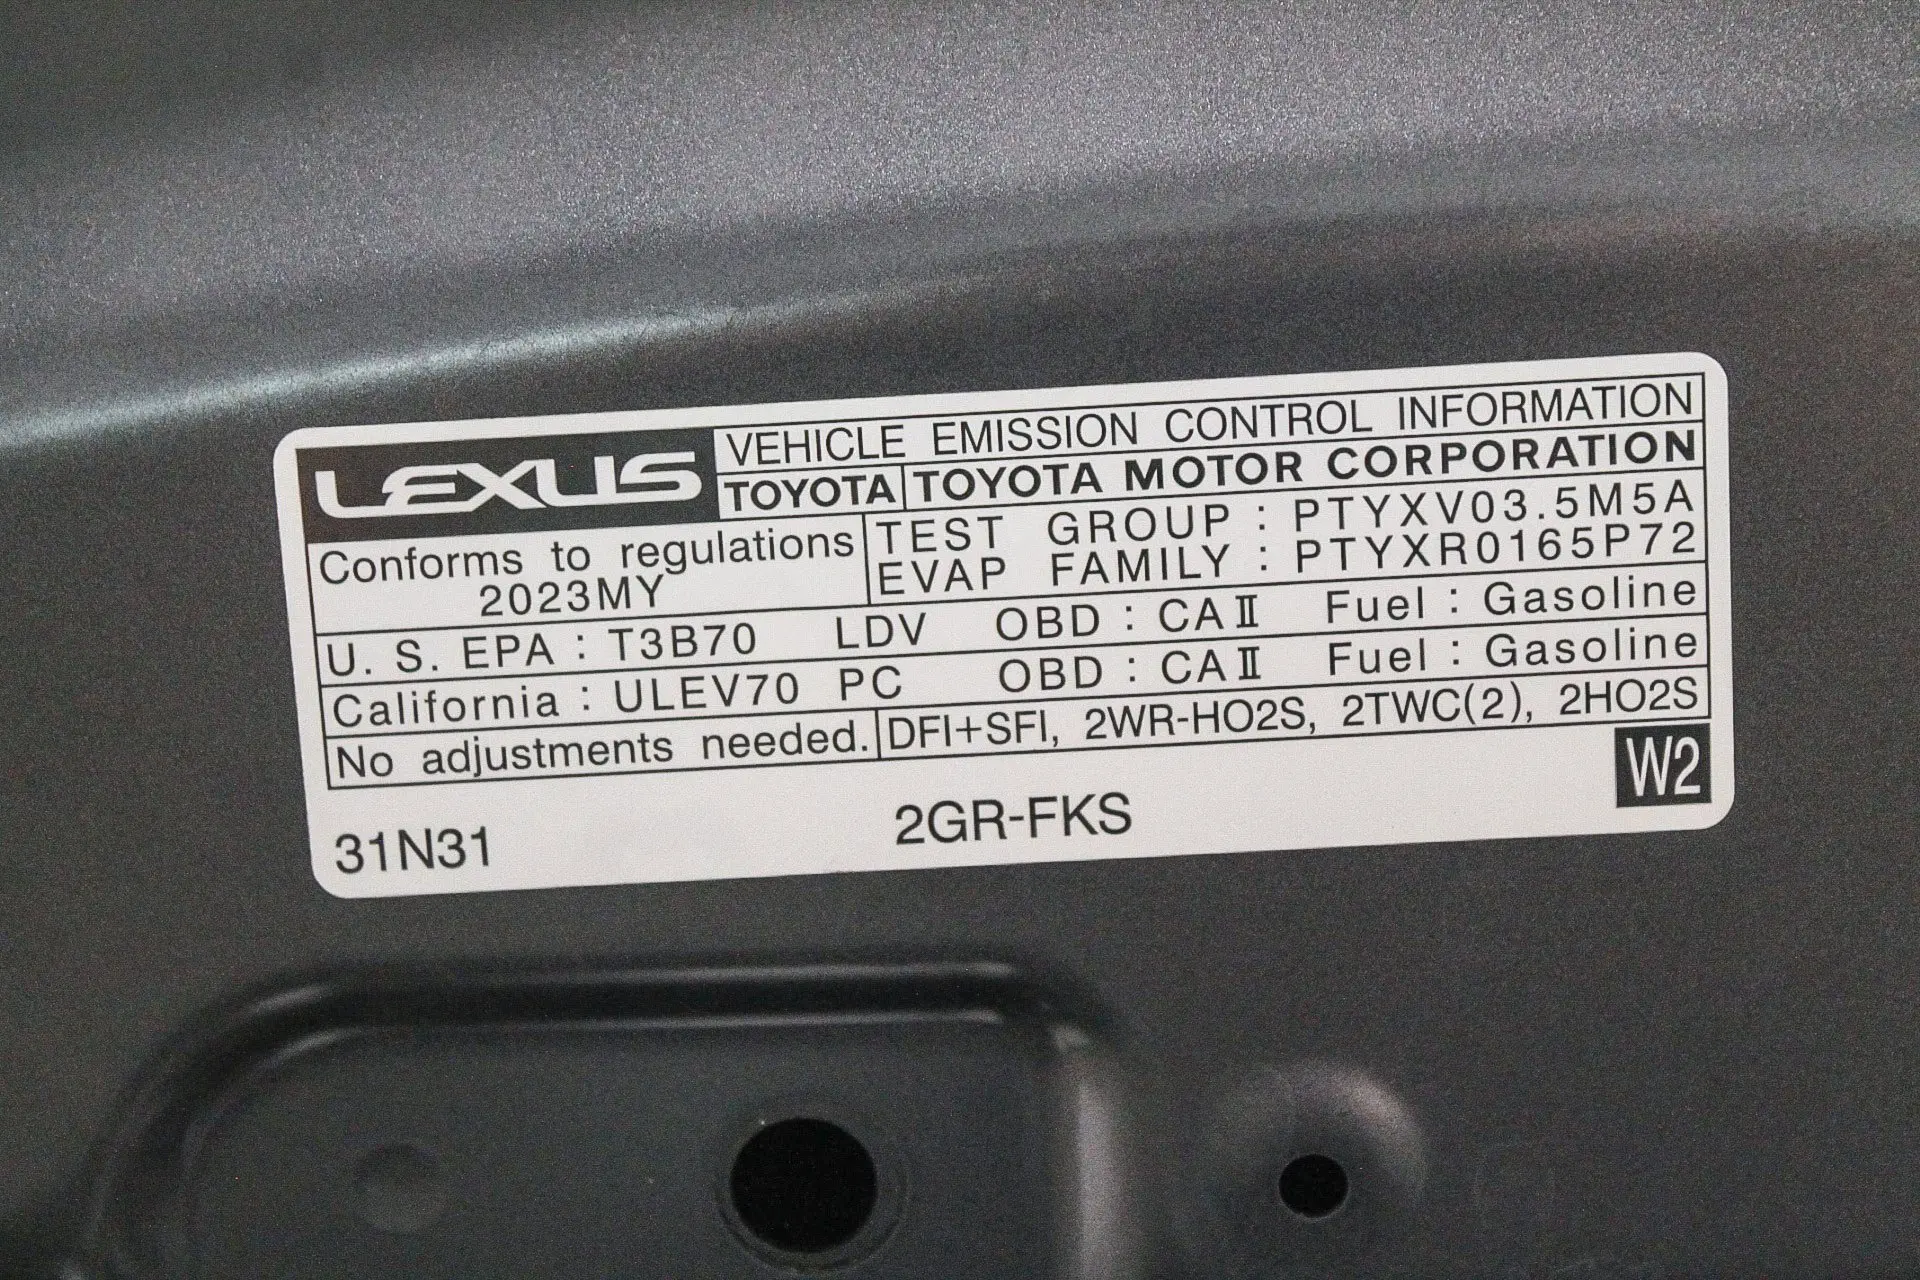 LEXUS
VEHICLE EMISSION CONTROL INFORMATION
TOYOTA TOYOTA MOTOR CORPORATION
Conforms to regulations
2023MY
TEST GROUP : PTYXV03.5M5A
EVAP FAMILY : PTYXR0165P72
U. S. EPA : T3B70 LDV OBD : CAⅡ Fuel : Gasoline
California : ULEV70 PC OBD : CAⅡ Fuel : Gasoline
No adjustments needed. DFI+SFI, 2WR-HO2S, 2TWC(2), 2HO2S
W2
31N31 2GR-FKS